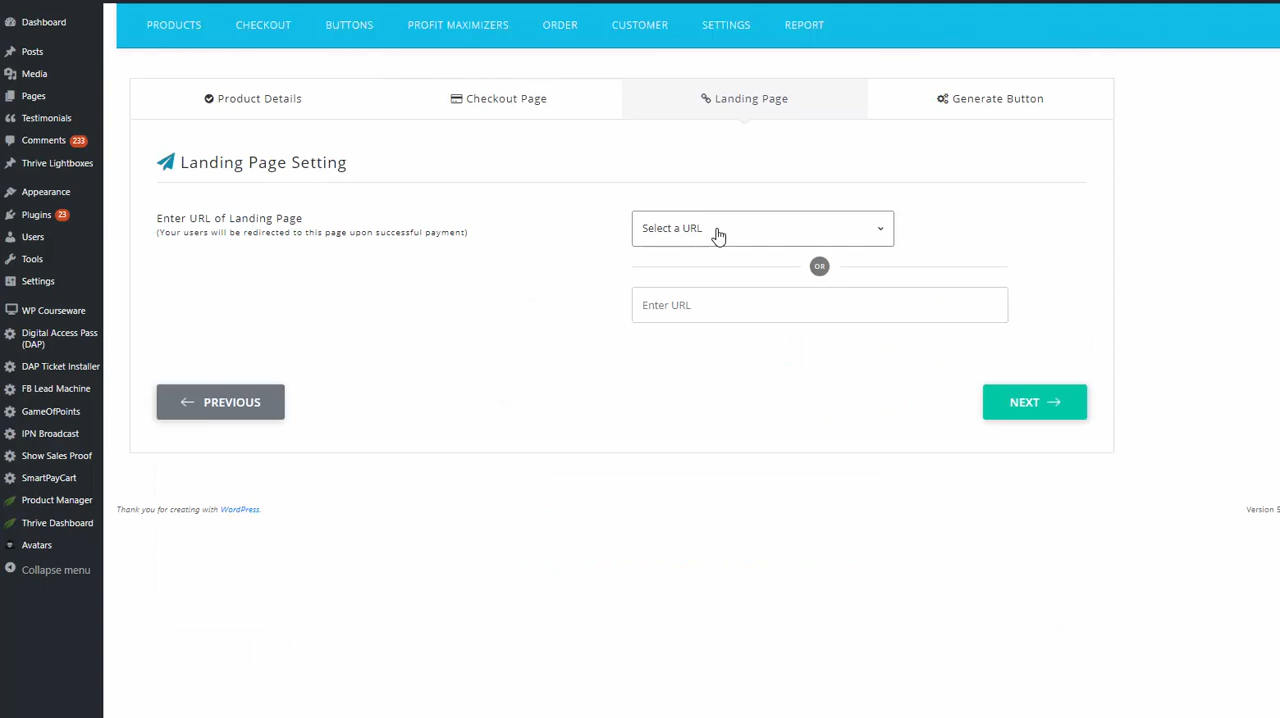 PRODUCTS CHECKOUT BUTTONS PROFIT MAXIMIZERS ORDER CUSTOMER SETTINGS REPORT
Dashboard
Posts
Media
Pages
Testimonials
Comments 233
Thrive Lightboxes
Appearance
Plugins 23
Users
Tools
Settings
WP Courseware
Digital Access Pass
(DAP)
DAP Ticket Installer
FB Lead Machine
GameOfPoints
IPN Broadcast
Show Sales Proof
SmartPayCart
Product Manager
Thrive Dashboard
Avatars
Collapse menu
Product Details Checkout Page Landing Page Generate Button
Landing Page Setting
Enter URL of Landing Page
(Your users will be redirected to this page upon successful payment)
Select a URL
OR
Enter URL
PREVIOUS
NEXT
Thank you for creating with WordPress.
Version 5